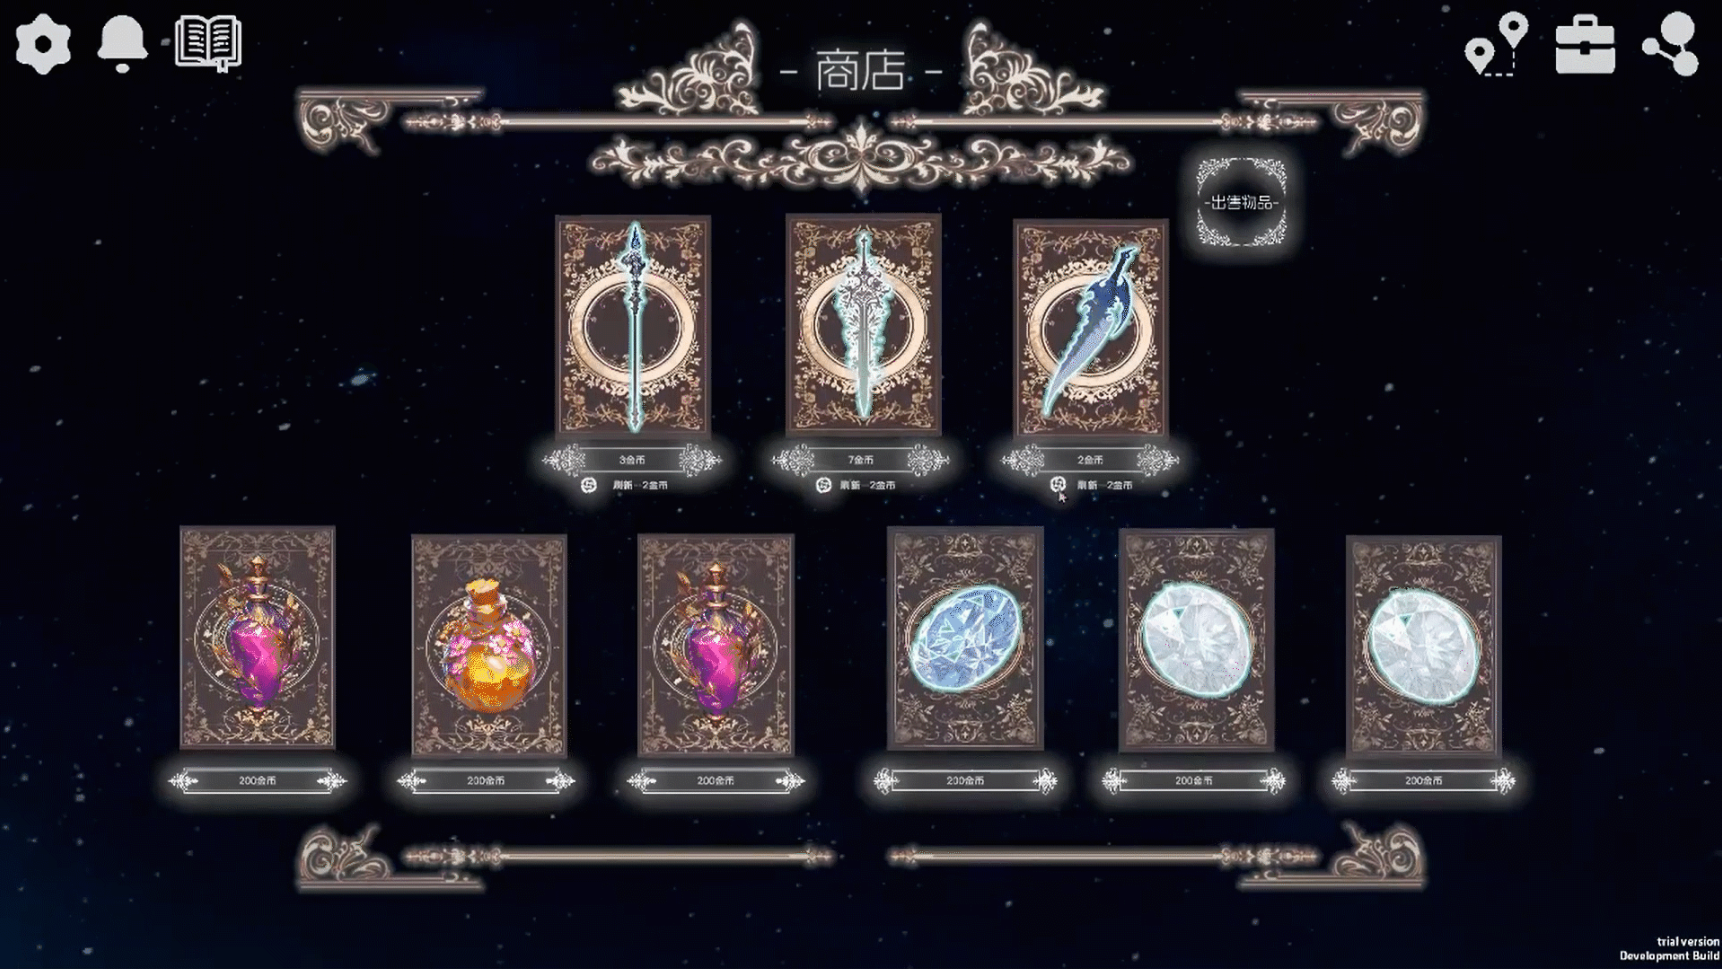 - 商店 -
-出售物品-
3金币
7金币
2金币
刷新--2金币
刷新--2金币
刷新--2金币
200金币
200金币
200金币
200金币
200金币
200金币
trial version
Development Build